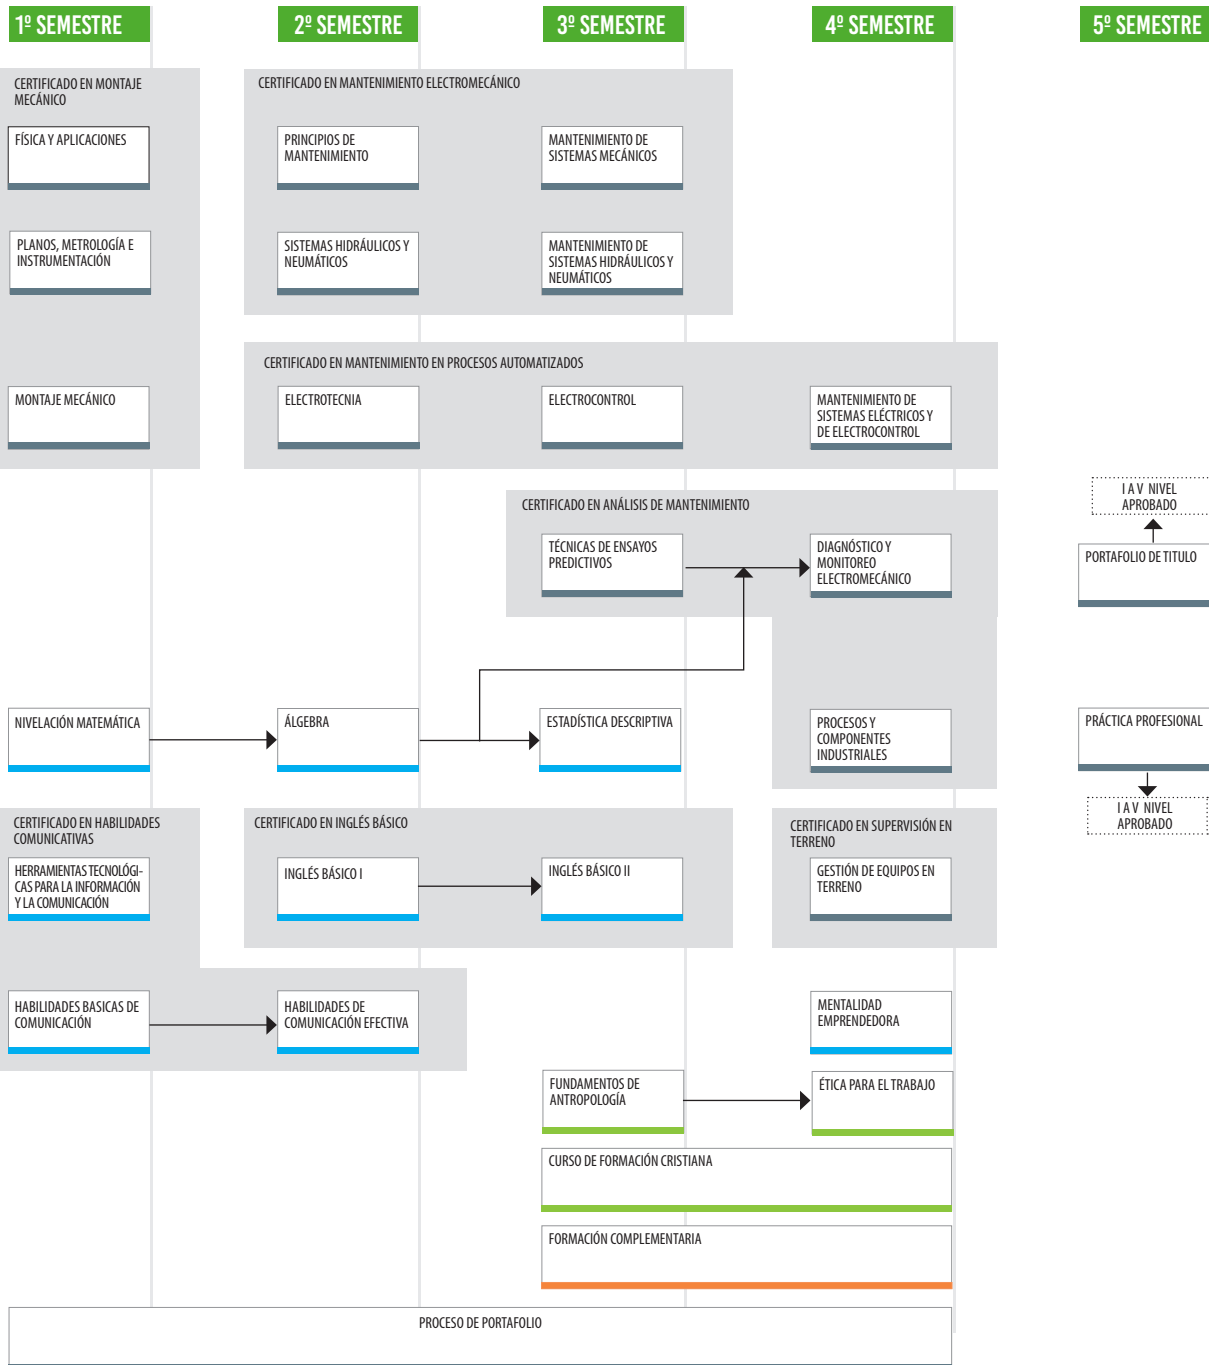 1º SEMESTRE
2º SEMESTRE
3º SEMESTRE
4º SEMESTRE
5º SEMESTRE
CERTIFICADO EN MONTAJE
MECÁNICO
CERTIFICADO EN MANTENIMIENTO ELECTROMECÁNICO
FÍSICA Y APLICACIONES
PRINCIPIOS DE
MANTENIMIENTO
MANTENIMIENTO DE
SISTEMAS MECÁNICOS
PLANOS, METROLOGÍA E
INSTRUMENTACIÓN
SISTEMAS HIDRÁULICOS Y
NEUMÁTICOS
MANTENIMIENTO DE
SISTEMAS HIDRÁULICOS Y
NEUMÁTICOS
CERTIFICADO EN MANTENIMIENTO EN PROCESOS AUTOMATIZADOS
MONTAJE MECÁNICO
ELECTROTECNIA
ELECTROCONTROL
MANTENIMIENTO DE
SISTEMAS ELÉCTRICOS Y
DE ELECTROCONTROL
I A V NIVEL
APROBADO
CERTIFICADO EN ANÁLISIS DE MANTENIMIENTO
TÉCNICAS DE ENSAYOS
PREDICTIVOS
DIAGNÓSTICO Y
MONITOREO
ELECTROMECÁNICO
PORTAFOLIO DE TITULO
NIVELACIÓN MATEMÁTICA
ÁLGEBRA
ESTADÍSTICA DESCRIPTIVA
PROCESOS Y
COMPONENTES
INDUSTRIALES
PRÁCTICA PROFESIONAL
I A V NIVEL
APROBADO
CERTIFICADO EN HABILIDADES
COMUNICATIVAS
CERTIFICADO EN INGLÉS BÁSICO
CERTIFICADO EN SUPERVISIÓN EN
TERRENO
HERRAMIENTAS TECNOLÓGI-
CAS PARA LA INFORMACIÓN
Y LA COMUNICACIÓN
INGLÉS BÁSICO I
INGLÉS BÁSICO II
GESTIÓN DE EQUIPOS EN
TERRENO
HABILIDADES BASICAS DE
COMUNICACIÓN
HABILIDADES DE
COMUNICACIÓN EFECTIVA
MENTALIDAD
EMPRENDEDORA
FUNDAMENTOS DE
ANTROPOLOGÍA
ÉTICA PARA EL TRABAJO
CURSO DE FORMACIÓN CRISTIANA
FORMACIÓN COMPLEMENTARIA
PROCESO DE PORTAFOLIO